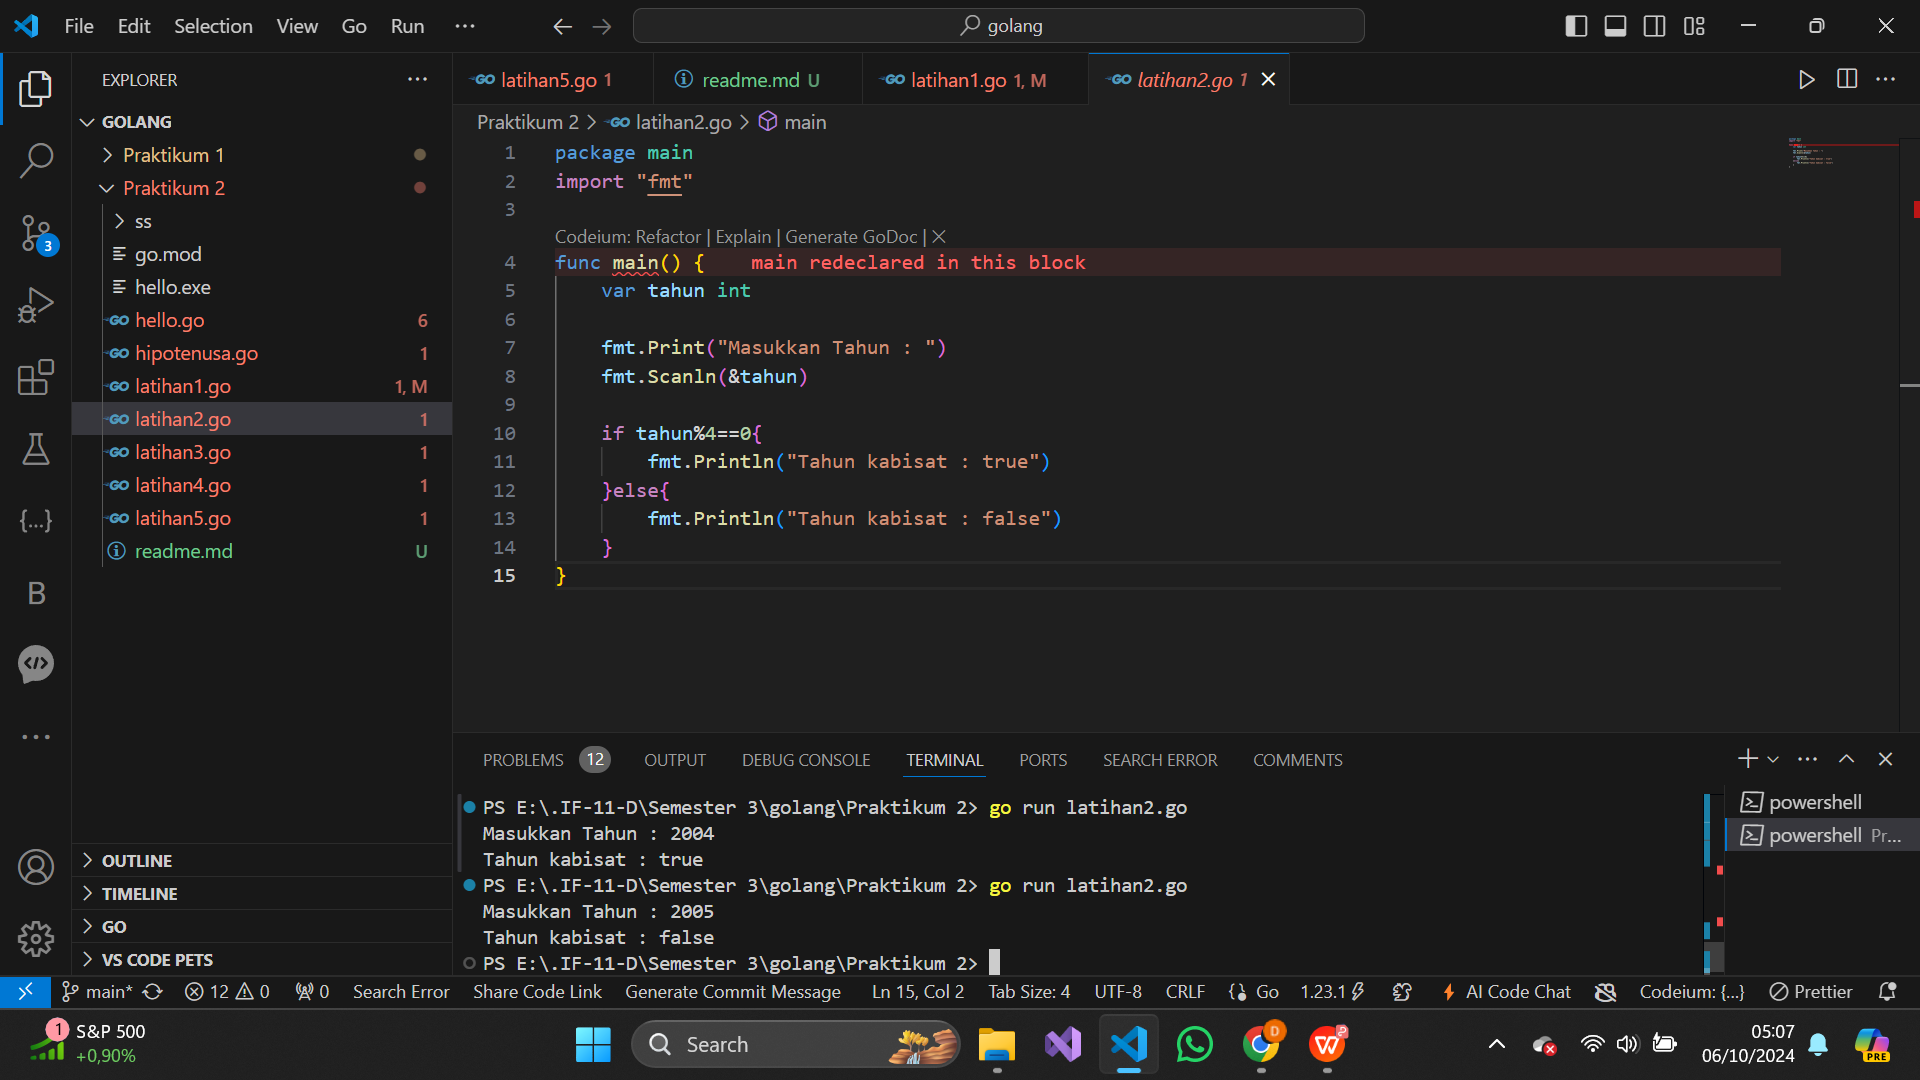 File Edit Selection View Go Run ··· golang
EXPLORER ···
GOLANG
Praktikum 1
Praktikum 2
ss
go.mod
hello.exe
hello.go 6
hipotenusa.go 1
latihan1.go 1, M
latihan2.go 1
latihan3.go 1
latihan4.go 1
latihan5.go 1
readme.md U
OUTLINE
TIMELINE
GO
VS CODE PETS
3
B
latihan5.go 1 readme.md U latihan1.go 1, M latihan2.go 1
Praktikum 2 > latihan2.go > main
1 package main
2 import "fmt"
3
Codeium: Refactor | Explain | Generate GoDoc | ×
4 func main() { main redeclared in this block
5 var tahun int
6
7 fmt.Print("Masukkan Tahun : ")
8 fmt.Scanln(&tahun)
9
10 if tahun%4==0{
11 fmt.Println("Tahun kabisat : true")
12 }else{
13 fmt.Println("Tahun kabisat : false")
14 }
15 }
PROBLEMS 12 OUTPUT DEBUG CONSOLE TERMINAL PORTS SEARCH ERROR COMMENTS
PS E:\.IF-11-D\Semester 3\golang\Praktikum 2> go run latihan2.go
Masukkan Tahun : 2004
Tahun kabisat : true
PS E:\.IF-11-D\Semester 3\golang\Praktikum 2> go run latihan2.go
Masukkan Tahun : 2005
Tahun kabisat : false
PS E:\.IF-11-D\Semester 3\golang\Praktikum 2>
powershell
powershell Pr...
main* 12 0 0 Search Error Share Code Link Generate Commit Message Ln 15, Col 2 Tab Size: 4 UTF-8 CRLF Go 1.23.1 AI Code Chat Codeium: {...} Prettier
1 S&P 500
+0,90%
Search
D
05:07
06/10/2024
PRE